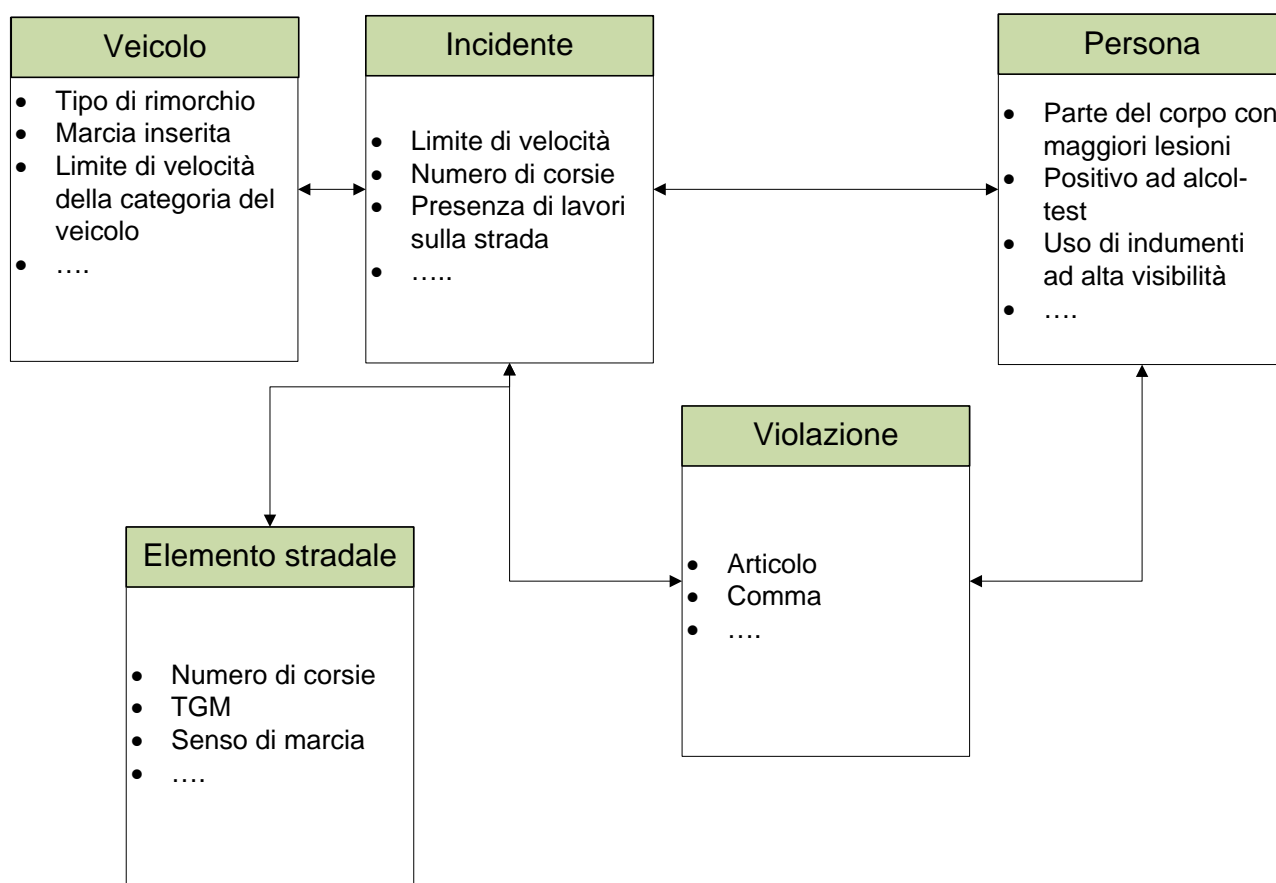 Veicolo
• Tipo di rimorchio
• Marcia inserita
• Limite di velocità
della categoria del
veicolo
• ….
Incidente
• Limite di velocità
• Numero di corsie
• Presenza di lavori
sulla strada
• …..
Persona
• Parte del corpo con
maggiori lesioni
• Positivo ad alcol-
test
• Uso di indumenti
ad alta visibilità
• ….
Violazione
• Articolo
• Comma
• ….
Elemento stradale
• Numero di corsie
• TGM
• Senso di marcia
• ….